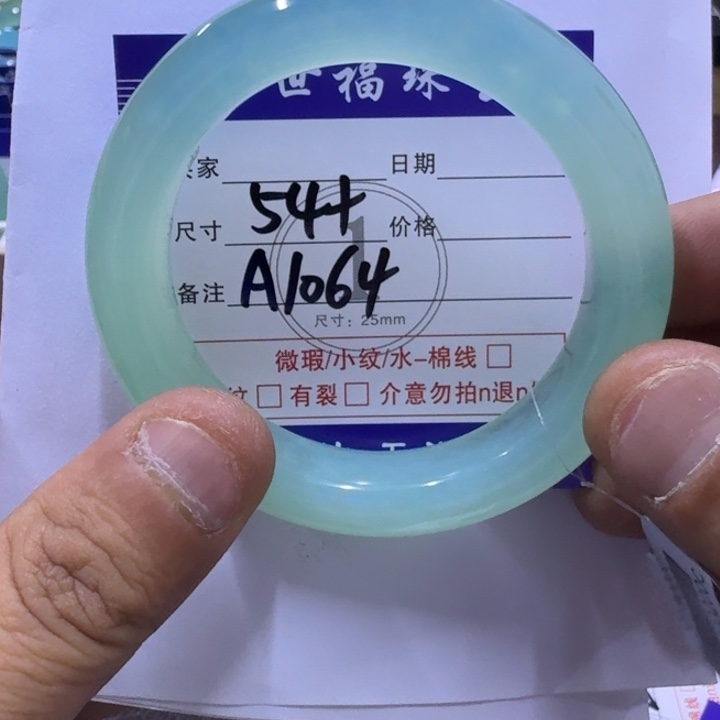 世福珠
家 日期
尺寸 54+ 价格
备注 A1064
1
尺寸：25mm
微瑕/小纹/水-棉线 □
纹 □ 有裂 □ 介意勿拍n退n